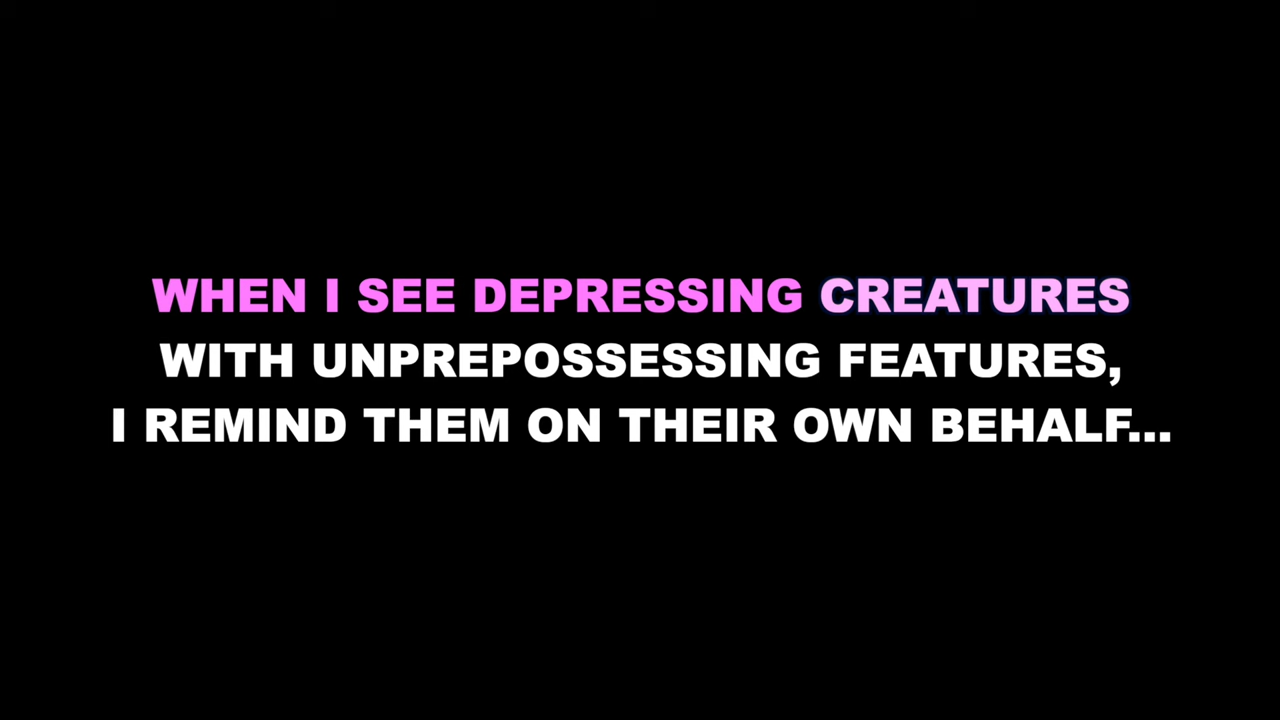 WHEN I SEE DEPRESSING CREATURES
WITH UNPREPOSSESSING FEATURES,
I REMIND THEM ON THEIR OWN BEHALF...